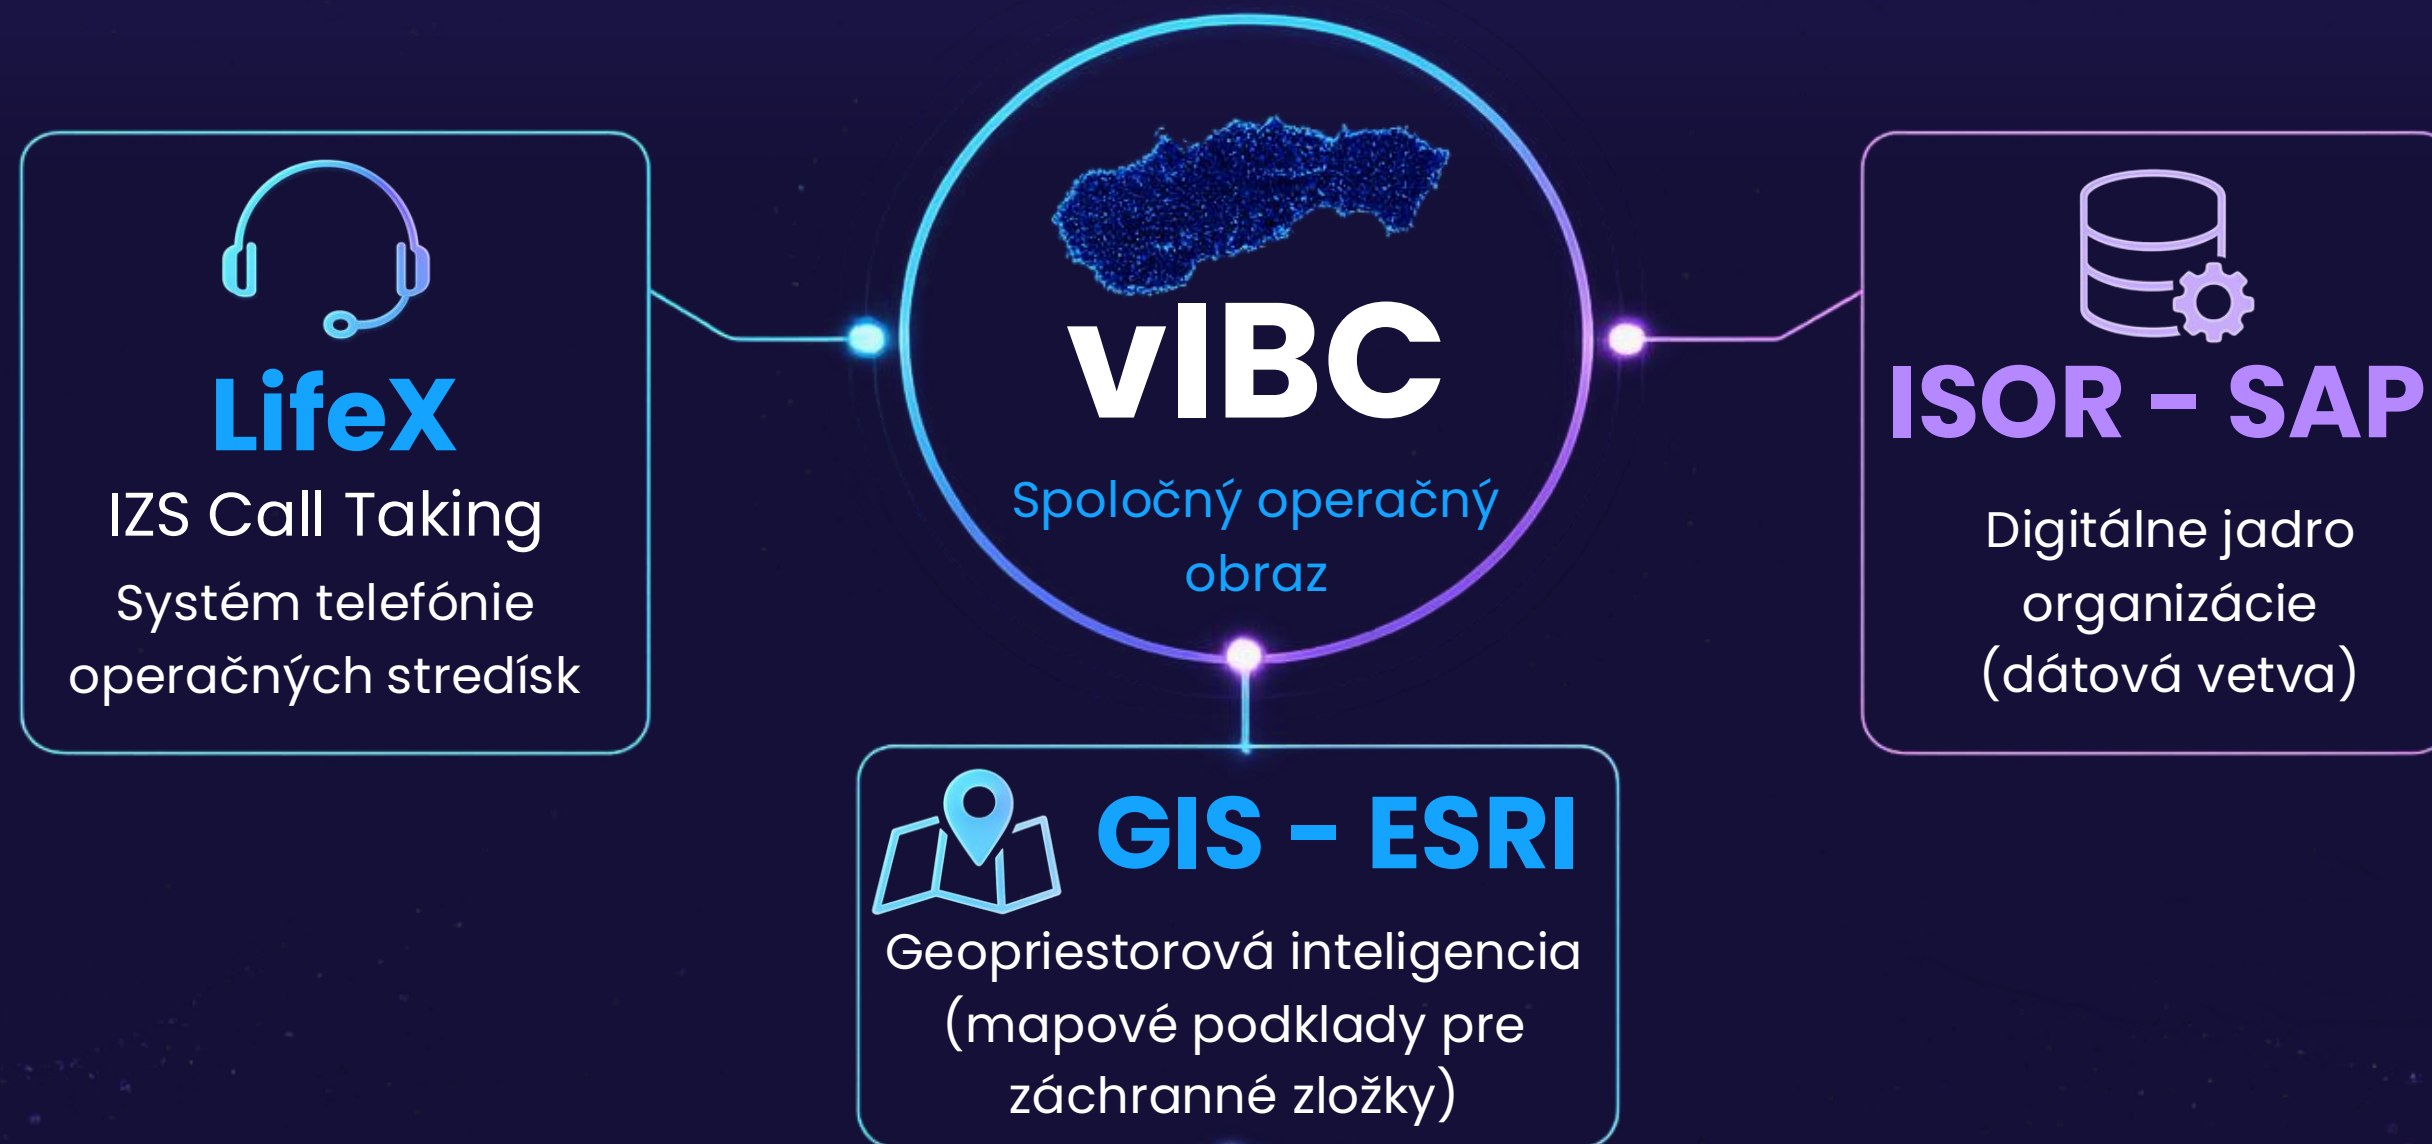 LifeX
IZS Call Taking
Systém telefónie
operačných stredísk
vIBC
Spoločný operačný
obraz
ISOR - SAP
Digitálne jadro
organizácie
(dátová vetva)
GIS - ESRI
Geopriestorová inteligencia
(mapové podklady pre
záchranné zložky)